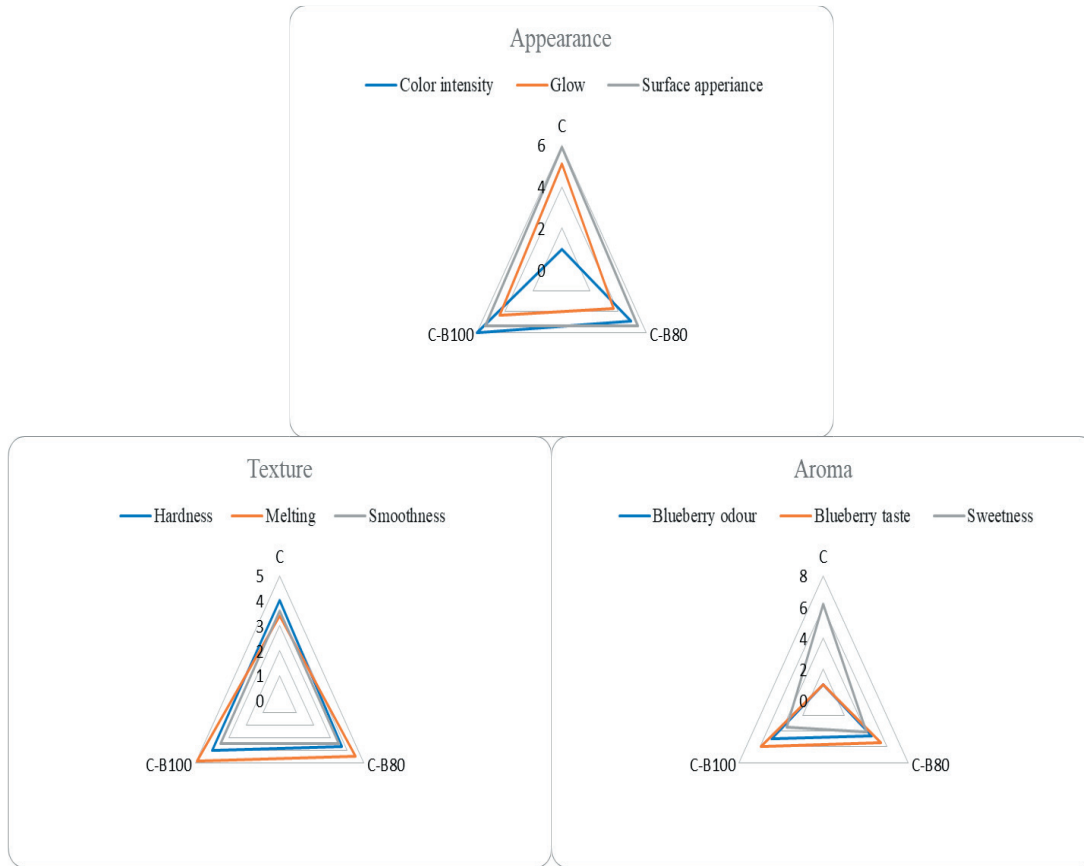 Appearance
Color intensity Glow Surface apperiance
C
6
4
2
0
C-B100 C-B80
Texture
Hardness Melting Smoothness
C
5
4
3
2
1
0
C-B100 C-B80
Aroma
Blueberry odour Blueberry taste Sweetness
C
8
6
4
2
0
C-B100 C-B80